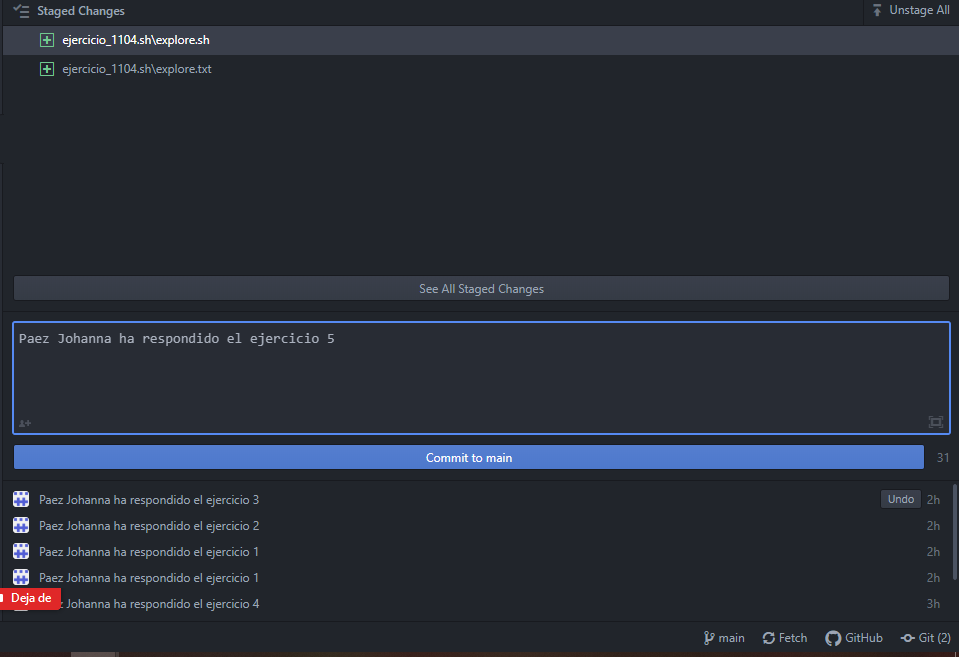 Staged Changes
Unstage All
ejercicio_1104.sh\explore.sh
ejercicio_1104.sh\explore.txt
See All Staged Changes
Paez Johanna ha respondido el ejercicio 5
Commit to main
31
Paez Johanna ha respondido el ejercicio 3
Undo
2h
Paez Johanna ha respondido el ejercicio 2
2h
Paez Johanna ha respondido el ejercicio 1
2h
Paez Johanna ha respondido el ejercicio 1
2h
Deja de
Johanna ha respondido el ejercicio 4
3h
main
Fetch
GitHub
Git (2)